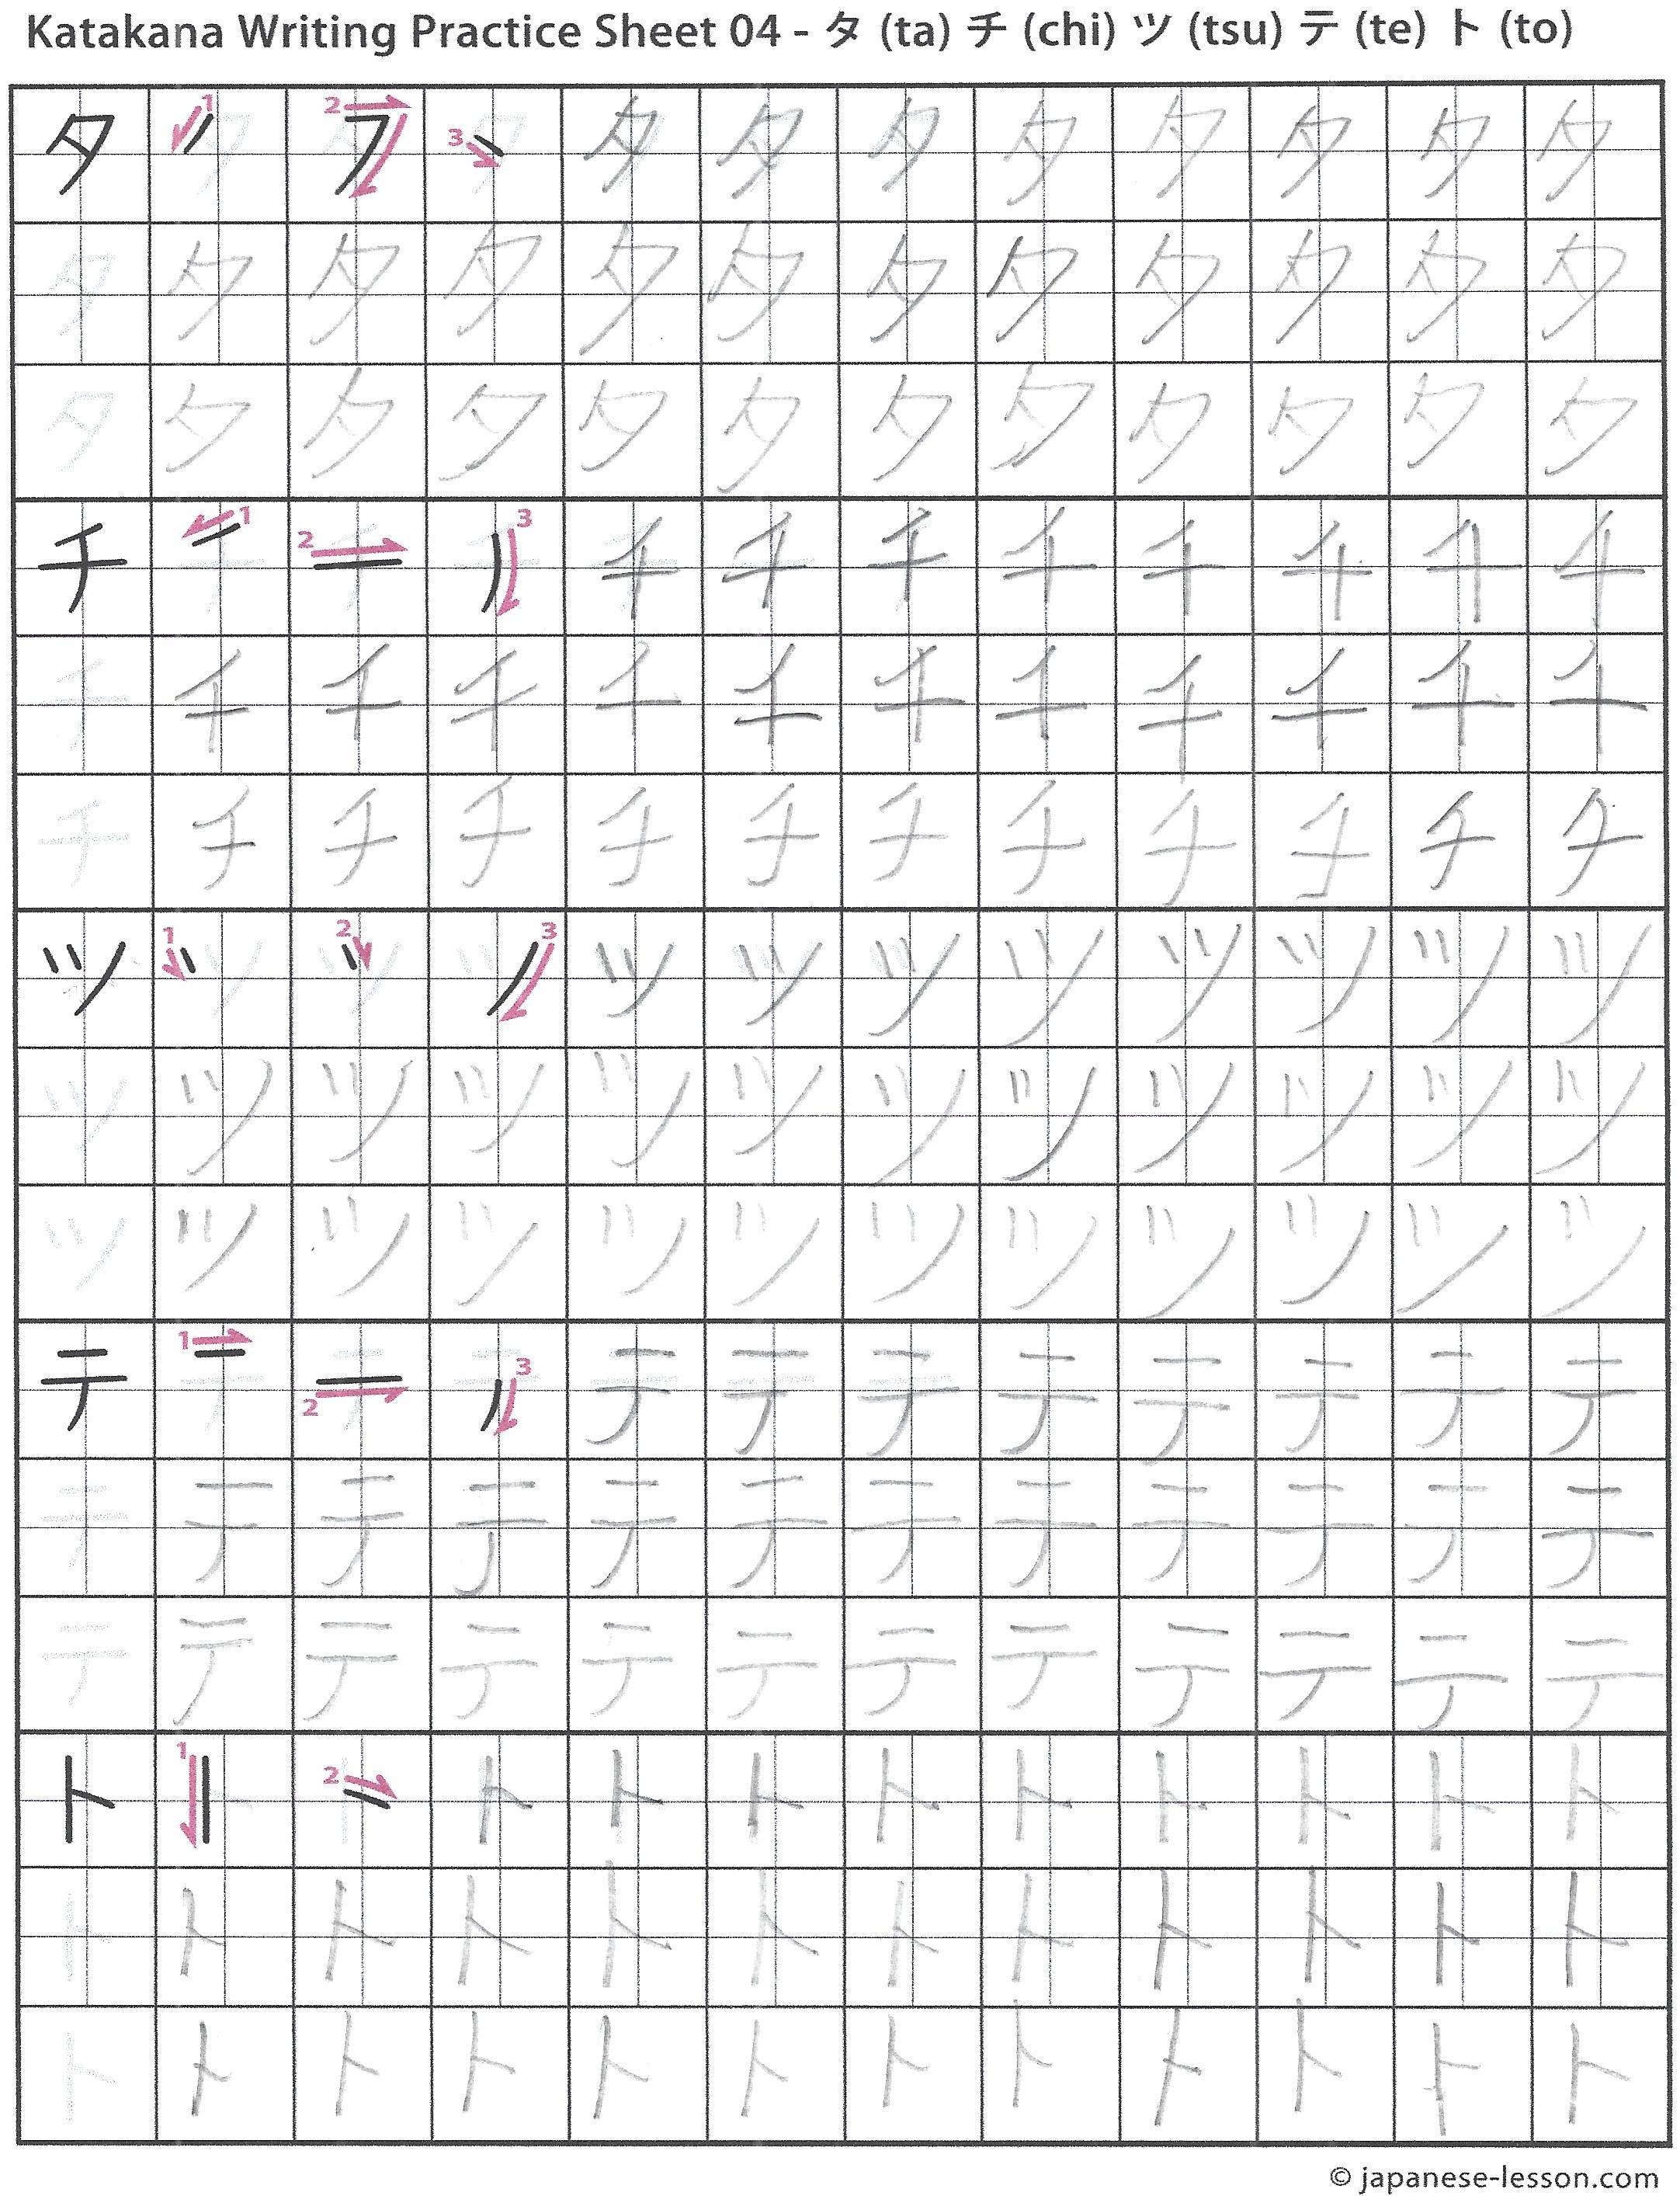 Katakana Writing Practice Sheet 04 - タ (ta) チ (chi) ツ (tsu) テ (te) ト (to)
タ 1 2 3 タ タ タ タ タ タ タ タ
タ タ タ タ タ タ タ タ タ タ タ タ
タ タ タ タ タ タ タ タ タ タ タ タ
チ 1 2 3 チ チ チ チ チ チ チ チ
チ チ チ チ チ チ チ チ チ チ チ チ
チ チ チ チ チ チ チ チ チ チ チ チ
ツ 1 2 3 ツ ツ ツ ツ ツ ツ ツ ツ
ツ ツ ツ ツ ツ ツ ツ ツ ツ ツ ツ ツ
ツ ツ ツ ツ ツ ツ ツ ツ ツ ツ ツ ツ
テ 1 2 3 テ テ テ テ テ テ テ テ
テ テ テ テ テ テ テ テ テ テ テ テ
テ テ テ テ テ テ テ テ テ テ テ テ
ト 1 2 ト ト ト ト ト ト ト ト ト
ト ト ト ト ト ト ト ト ト ト ト ト
ト ト ト ト ト ト ト ト ト ト ト ト
© japanese-lesson.com